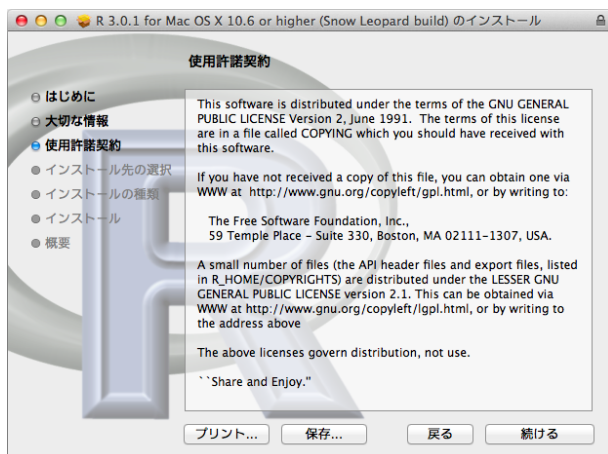 R 3.0.1 for Mac OS X 10.6 or higher (Snow Leopard build) のインストール
使用許諾契約
はじめに
大切な情報
使用許諾契約
インストール先の選択
インストールの種類
インストール
概要
This software is distributed under the terms of the GNU GENERAL
PUBLIC LICENSE Version 2, June 1991.  The terms of this license
are in a file called COPYING which you should have received with
this software.
If you have not received a copy of this file, you can obtain one via
WWW at  http://www.gnu.org/copyleft/gpl.html, or by writing to:
The Free Software Foundation, Inc.,
59 Temple Place – Suite 330, Boston, MA 02111-1307, USA.
A small number of files (the API header files and export files, listed
in R_HOME/COPYRIGHTS) are distributed under the LESSER GNU
GENERAL PUBLIC LICENSE version 2.1. This can be obtained via
WWW at http://www.gnu.org/copyleft/lgpl.html, or by writing to
the address above
The above licenses govern distribution, not use.
``Share and Enjoy.''
プリント...
保存...
戻る
続ける